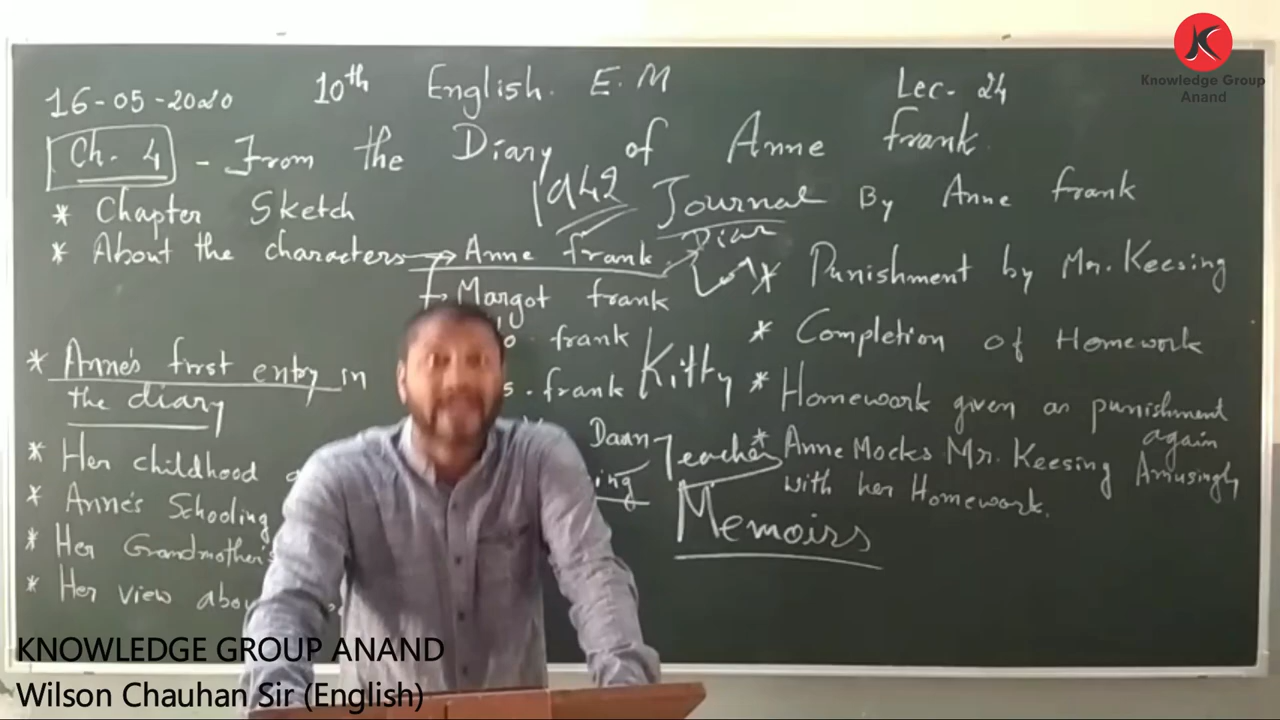 16-05-2020 10th English. E.M Lec. 24
Ch. 4 - From the Diary of Anne frank.
1942 Journal By Anne frank
* Chapter Sketch
* About the characters → Anne frank
Diar
Margot frank
frank
s. frank
Daan
ing
Kitty
Teacher
Memoirs
* Anne's first entry in
the diary
* Her childhood
* Anne's Schooling
* Her Grandmother's
* Her view abou
* Punishment by Mr. Keesing
* Completion of Homework
* Homework given as punishment
again
* Anne Mocks Mr. Keesing Amusingly
with her Homework.
Knowledge Group
Anand
KNOWLEDGE GROUP ANAND
Wilson Chauhan Sir (English)